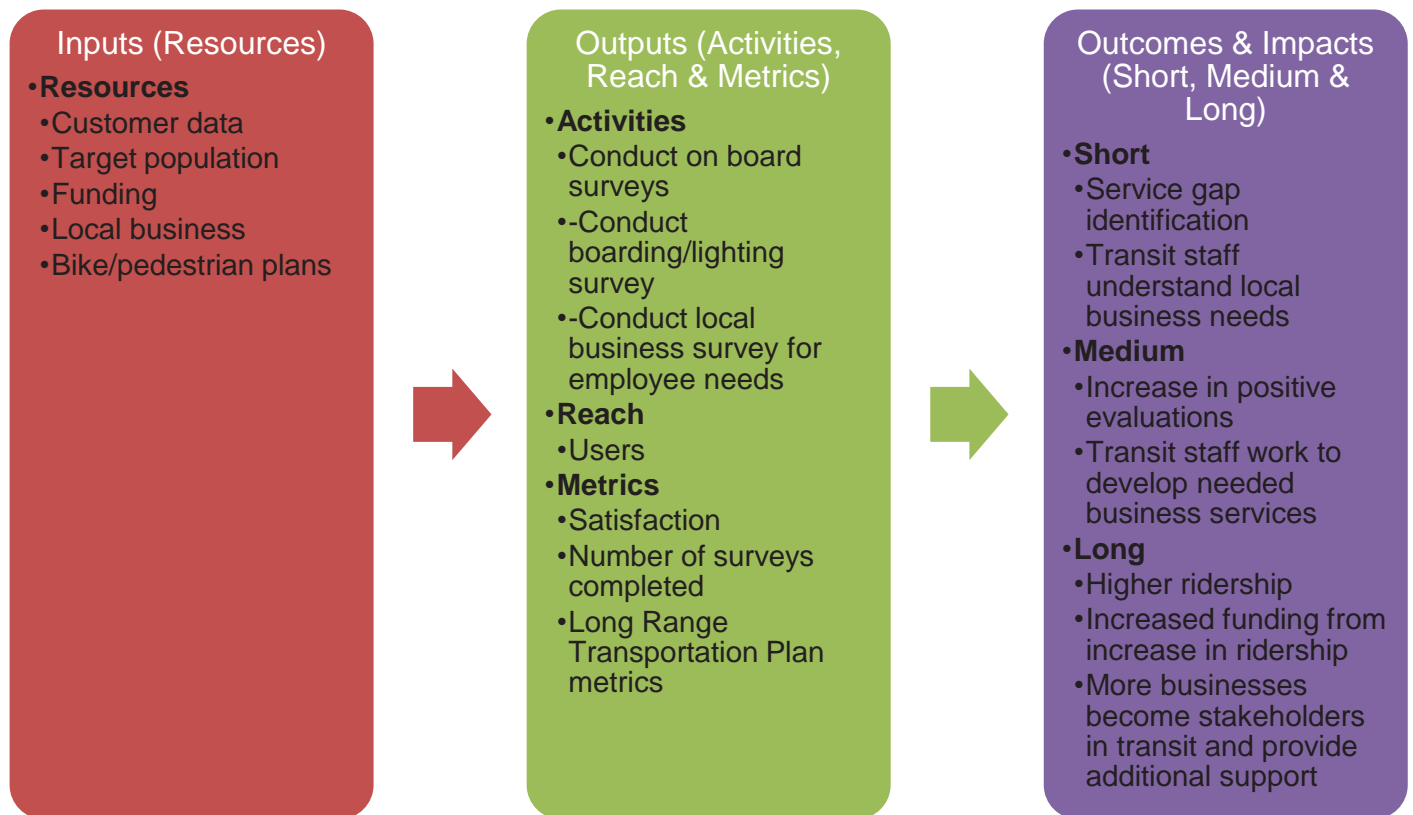 Inputs (Resources)
•Resources
•Customer data
•Target population
•Funding
•Local business
•Bike/pedestrian plans
Outputs (Activities,
Reach & Metrics)
•Activities
•Conduct on board
surveys
•-Conduct
boarding/lighting
survey
•-Conduct local
business survey for
employee needs
•Reach
•Users
•Metrics
•Satisfaction
•Number of surveys
completed
•Long Range
Transportation Plan
metrics
Outcomes & Impacts
(Short, Medium &
Long)
•Short
•Service gap
identification
•Transit staff
understand local
business needs
•Medium
•Increase in positive
evaluations
•Transit staff work to
develop needed
business services
•Long
•Higher ridership
•Increased funding from
increase in ridership
•More businesses
become stakeholders
in transit and provide
additional support